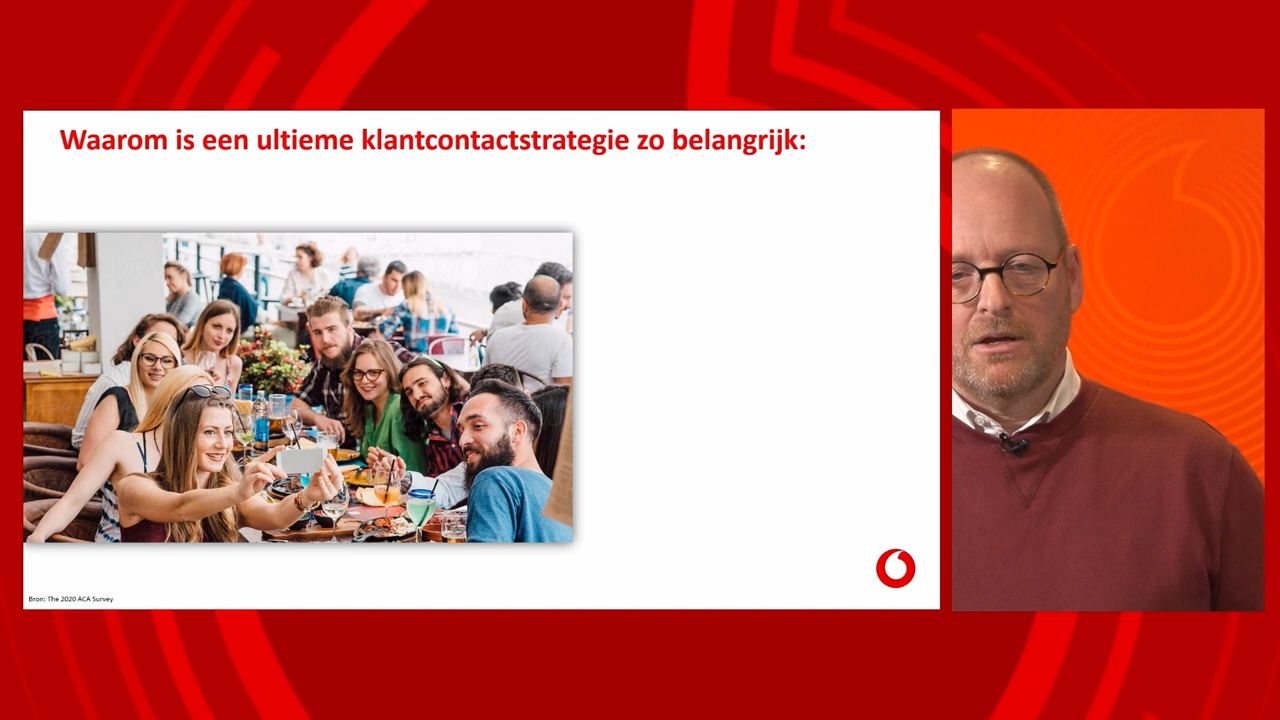 Waarom is een ultieme klantcontactstrategie zo belangrijk:
Bron: The 2020 ACA Survey